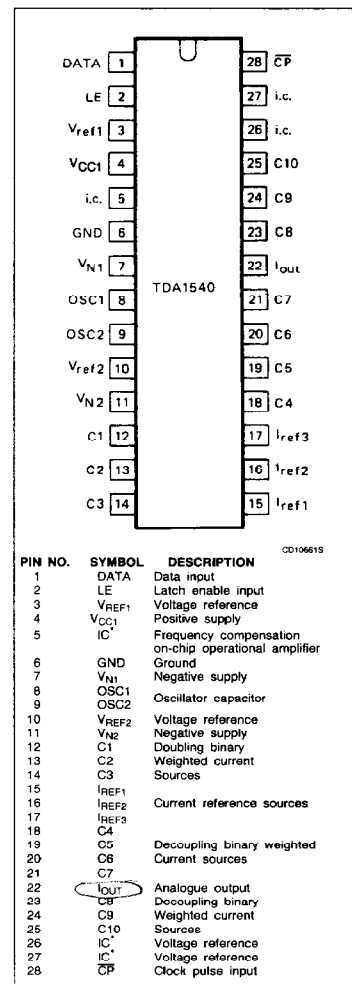 DATA 1 28 CP
LE 2 27 i.c.
Vref1 3 26 i.c.
VCC1 4 25 C10
i.c. 5 24 C9
GND 6 23 C8
VN1 7 22 Iout
TDA1540
OSC1 8 21 C7
OSC2 9 20 C6
Vref2 10 19 C5
VN2 11 18 C4
C1 12 17 Iref3
C2 13 16 Iref2
C3 14 15 Iref1
CD10661S
PIN NO. SYMBOL DESCRIPTION
1 DATA Data input
2 LE Latch enable input
3 VREF1 Voltage reference
4 VCC1 Positive supply
5 IC* Frequency compensation
on-chip operational amplifier
6 GND Ground
7 VN1 Negative supply
8 OSC1
Oscillator capacitor
9 OSC2
10 VREF2 Voltage reference
11 VN2 Negative supply
12 C1 Doubling binary
13 C2 Weighted current
14 C3 Sources
15 IREF1
16 IREF2 Current reference sources
17 IREF3
18 C4
19 C5 Decoupling binary weighted
20 C6 Current sources
21 C7
22 IOUT Analogue output
23 C8 Decoupling binary
24 C9 Weighted current
25 C10 Sources
26 IC* Voltage reference
27 IC* Voltage reference
28 CP Clock pulse input